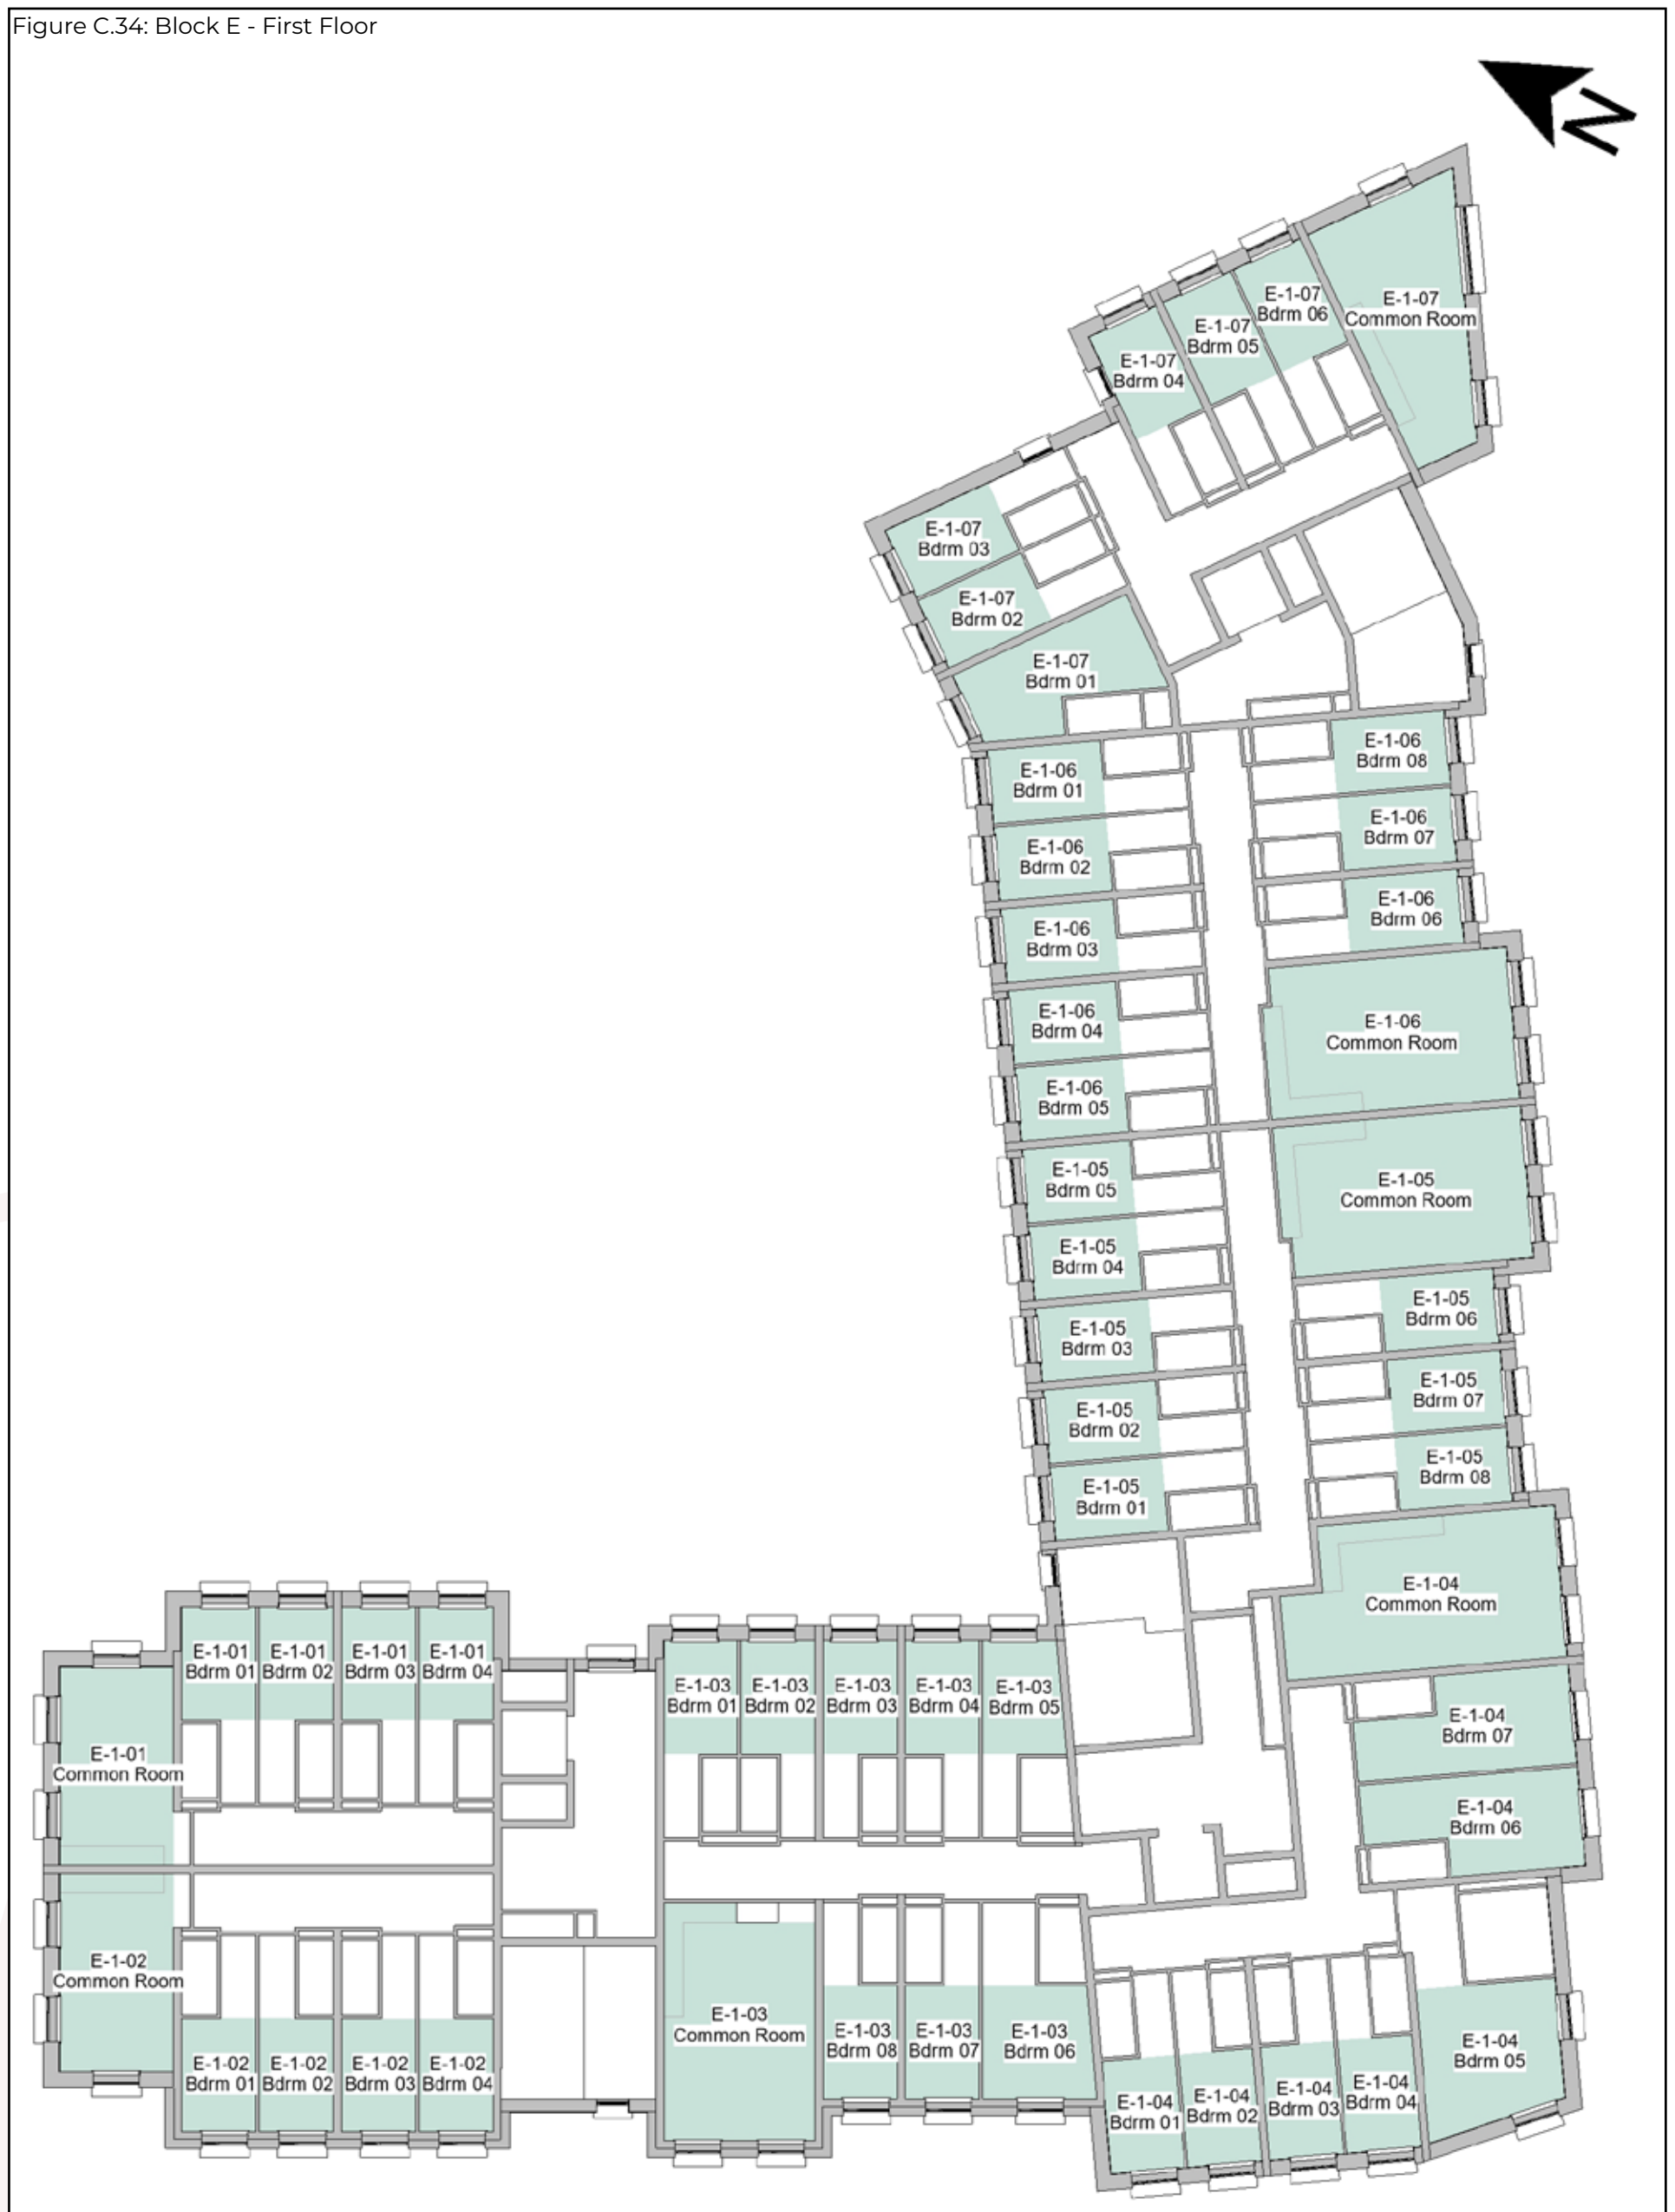 Figure C.34: Block E - First Floor
N
E-1-07
Common Room
E-1-07
Bdrm 06
E-1-07
Bdrm 05
E-1-07
Bdrm 04
E-1-07
Bdrm 03
E-1-07
Bdrm 02
E-1-07
Bdrm 01
E-1-06
Bdrm 08
E-1-06
Bdrm 01
E-1-06
Bdrm 07
E-1-06
Bdrm 02
E-1-06
Bdrm 06
E-1-06
Bdrm 03
E-1-06
Bdrm 04
E-1-06
Common Room
E-1-06
Bdrm 05
E-1-05
Bdrm 05
E-1-05
Common Room
E-1-05
Bdrm 04
E-1-05
Bdrm 06
E-1-05
Bdrm 03
E-1-05
Bdrm 07
E-1-05
Bdrm 02
E-1-05
Bdrm 08
E-1-05
Bdrm 01
E-1-04
Common Room
E-1-01
Bdrm 01
E-1-01
Bdrm 02
E-1-01
Bdrm 03
E-1-01
Bdrm 04
E-1-03
Bdrm 01
E-1-03
Bdrm 02
E-1-03
Bdrm 03
E-1-03
Bdrm 04
E-1-03
Bdrm 05
E-1-04
Bdrm 07
E-1-01
Common Room
E-1-04
Bdrm 06
E-1-02
Common Room
E-1-03
Common Room
E-1-03
Bdrm 08
E-1-03
Bdrm 07
E-1-03
Bdrm 06
E-1-04
Bdrm 05
E-1-02
Bdrm 01
E-1-02
Bdrm 02
E-1-02
Bdrm 03
E-1-02
Bdrm 04
E-1-04
Bdrm 01
E-1-04
Bdrm 02
E-1-04
Bdrm 03
E-1-04
Bdrm 04